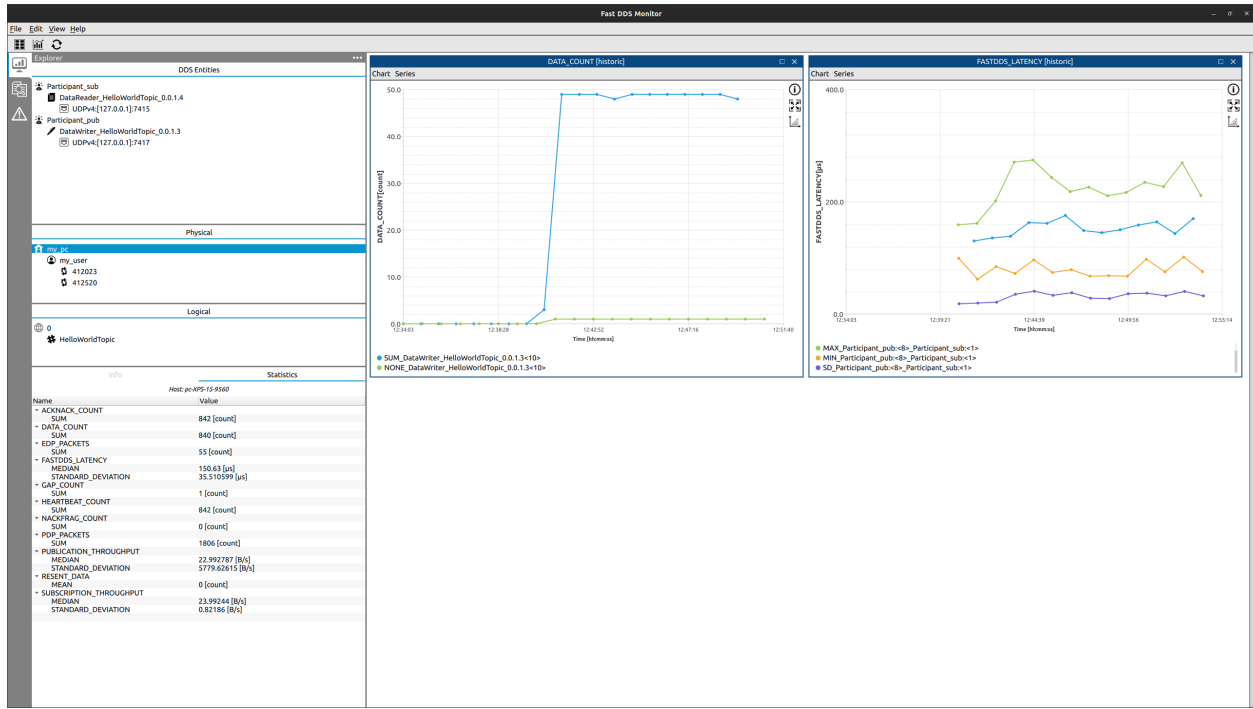 Fast DDS Monitor
File Edit View Help
Explorer
DDS Entities
Participant_sub
DataReader_HelloWorldTopic_0.0.1.4
UDPv4:[127.0.0.1]:7415
Participant_pub
DataWriter_HelloWorldTopic_0.0.1.3
UDPv4:[127.0.0.1]:7417
Physical
my_pc
my_user
412023
412520
Logical
0
HelloWorldTopic
Info Statistics
Host: pc-XPS-15-9560
Name Value
ACKNACK_COUNT
SUM 842 [count]
DATA_COUNT
SUM 840 [count]
EDP_PACKETS
SUM 55 [count]
FASTDDS_LATENCY
MEDIAN 150.63 [µs]
STANDARD_DEVIATION 35.510599 [µs]
GAP_COUNT
SUM 1 [count]
HEARTBEAT_COUNT
SUM 842 [count]
NACKFRAG_COUNT
SUM 0 [count]
PDP_PACKETS
SUM 1806 [count]
PUBLICATION_THROUGHPUT
MEDIAN 22.992787 [B/s]
STANDARD_DEVIATION 5779.62615 [B/s]
RESENT_DATA
MEAN 0 [count]
SUBSCRIPTION_THROUGHPUT
MEDIAN 23.99244 [B/s]
STANDARD_DEVIATION 0.82186 [B/s]
DATA_COUNT [historic]
Chart Series
DATA_COUNT[count]
50.0
40.0
30.0
20.0
10.0
0.0
12:34:03 12:38:28 12:42:52 12:47:16 12:51:40
Time [hh:mm:ss]
SUM_DataWriter_HelloWorldTopic_0.0.1.3<10>
NONE_DataWriter_HelloWorldTopic_0.0.1.3<10>
FASTDDS_LATENCY [historic]
Chart Series
FASTDDS_LATENCY[µs]
400.0
200.0
0.0
12:34:03 12:39:21 12:44:39 12:49:56 12:55:14
Time [hh:mm:ss]
MAX_Participant_pub:<8>_Participant_sub:<1>
MIN_Participant_pub:<8>_Participant_sub:<1>
SD_Participant_pub:<8>_Participant_sub:<1>